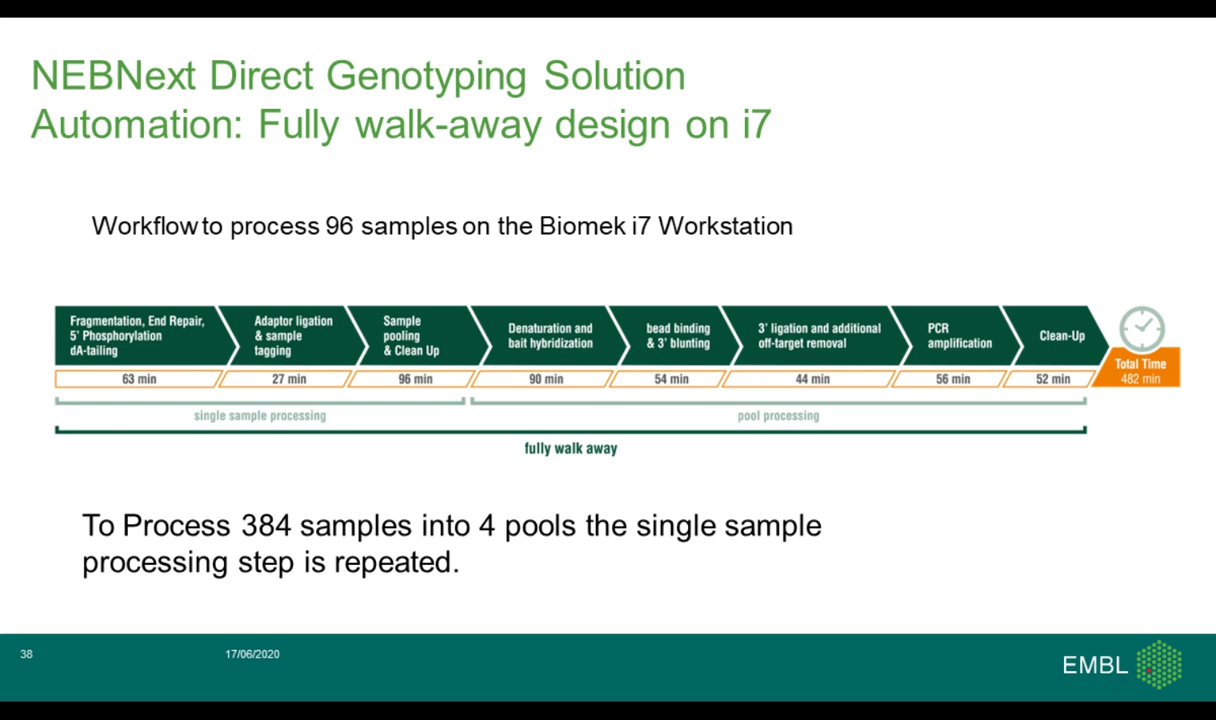 NEBNext Direct Genotyping Solution
Automation: Fully walk-away design on i7
Workflow to process 96 samples on the Biomek i7 Workstation
Fragmentation, End Repair,
5' Phosphorylation
dA-tailing
63 min
Adaptor ligation
& sample
tagging
27 min
Sample
pooling
& Clean Up
96 min
Denaturation and
bait hybridization
90 min
bead binding
& 3' blunting
54 min
3' ligation and additional
off-target removal
44 min
PCR
amplification
56 min
Clean-Up
52 min
Total Time
482 min
single sample processing
pool processing
fully walk away
To Process 384 samples into 4 pools the single sample
processing step is repeated.
38
17/06/2020
EMBL